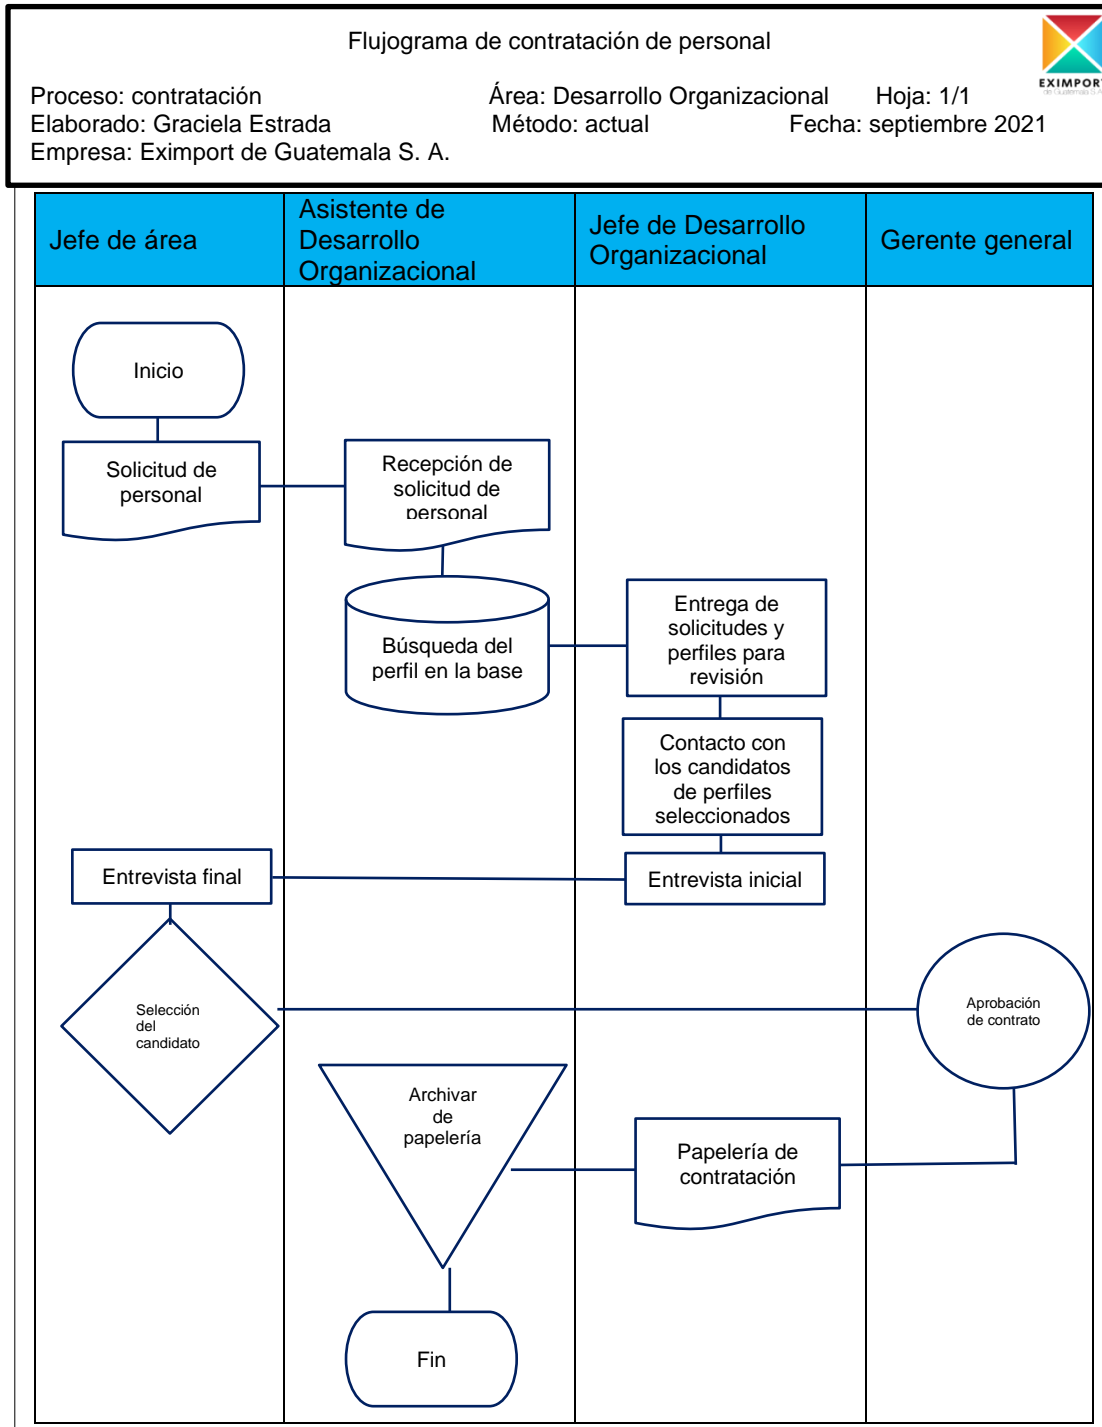 Flujograma de contratación de personal
EXIMPORT
de Guatemala S.A.
Proceso: contratación Área: Desarrollo Organizacional Hoja: 1/1
Elaborado: Graciela Estrada Método: actual Fecha: septiembre 2021
Empresa: Eximport de Guatemala S. A.
Jefe de área
Asistente de
Desarrollo
Organizacional
Jefe de Desarrollo
Organizacional
Gerente general
Inicio
Solicitud de
personal
Recepción de
solicitud de
personal
Búsqueda del
perfil en la base
Entrega de
solicitudes y
perfiles para
revisión
Contacto con
los candidatos
de perfiles
seleccionados
Entrevista inicial
Entrevista final
Selección
del
candidato
Aprobación
de contrato
Papelería de
contratación
Archivar
de
papelería
Fin